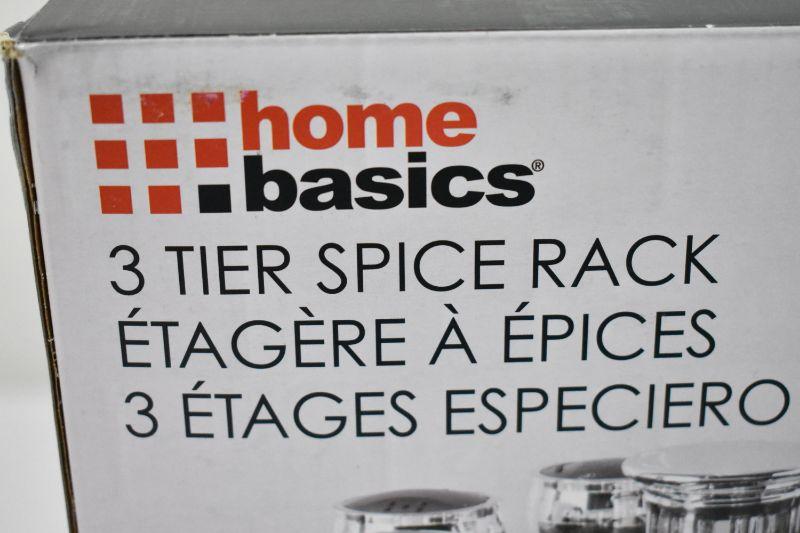 home
basics®
3 TIER SPICE RACK
ÉTAGÈRE À ÉPICES
3 ÉTAGES ESPECIERO